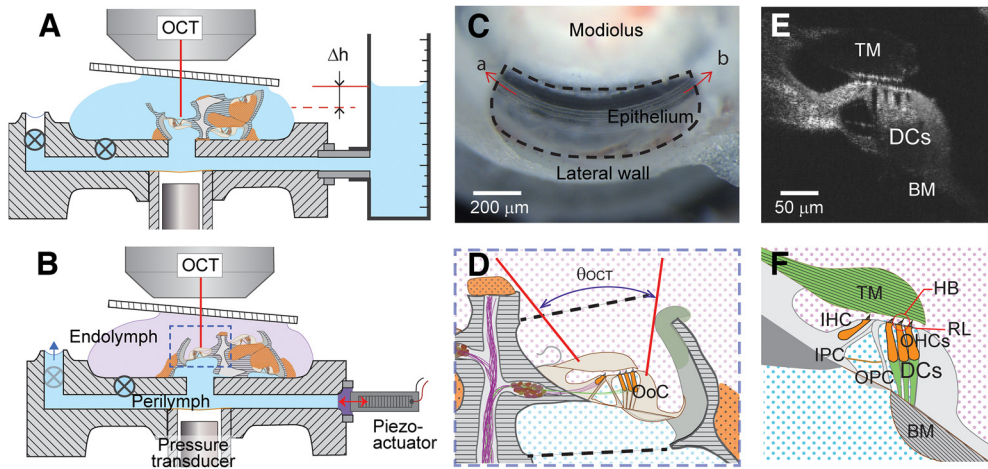 A
OCT
Δh
B
OCT
Endolymph
Perilymph
Pressure
transducer
Piezo-
actuator
C
Modiolus
a
b
Epithelium
Lateral wall
200 μm
D
θOCT
OoC
E
TM
DCs
BM
50 μm
F
TM
HB
IHC
RL
OHCs
IPC
DCs
OPC
BM